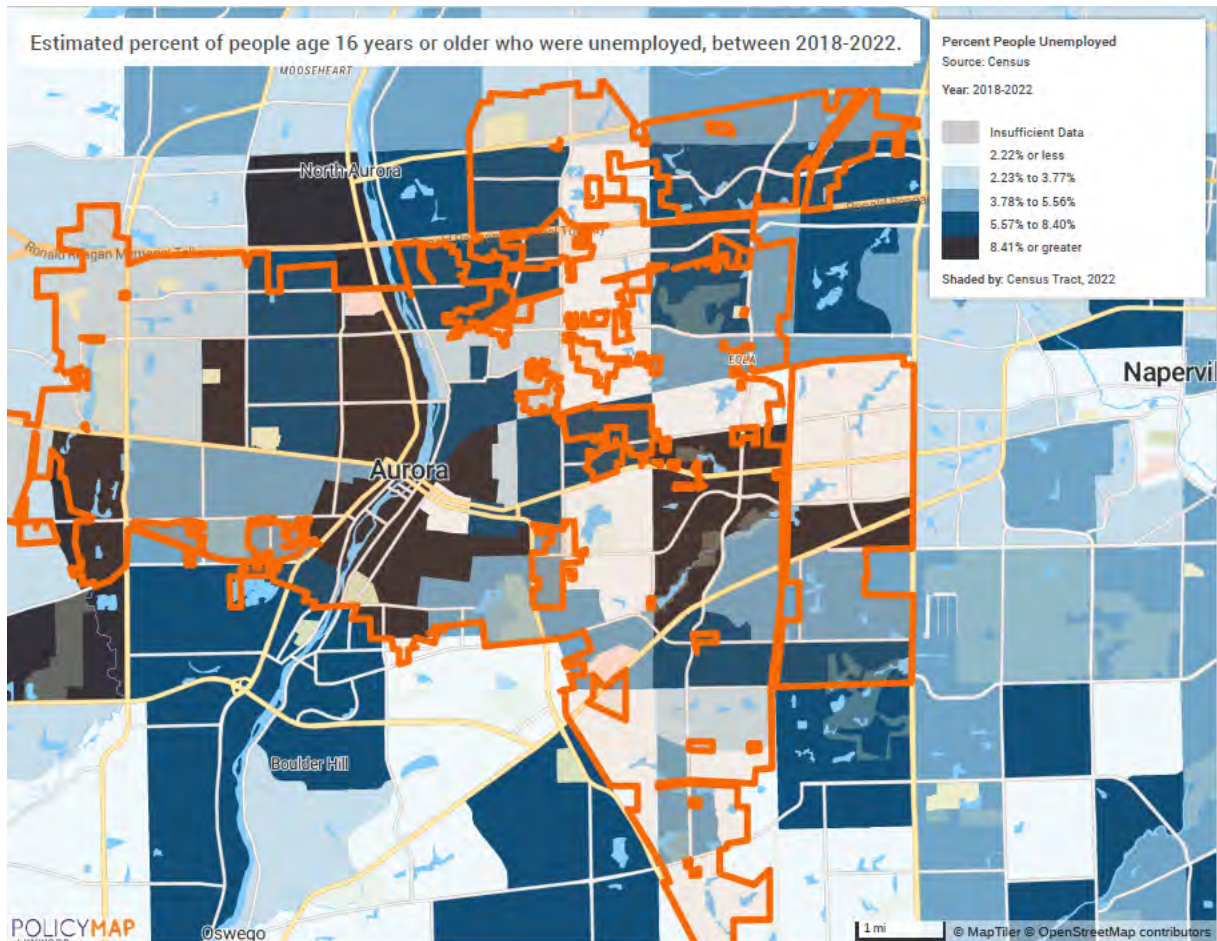 Estimated percent of people age 16 years or older who were unemployed, between 2018-2022.
Percent People Unemployed
Source: Census
Year: 2018-2022
Insufficient Data
2.22% or less
2.23% to 3.77%
3.78% to 5.56%
5.57% to 8.40%
8.41% or greater
Shaded by: Census Tract, 2022
MOOSEHEART
North Aurora
Ronald Reagan Memorial Tollway
EOLA
Napervil
Aurora
Boulder Hill
Oswego
POLICYMAP
1 mi
© MapTiler © OpenStreetMap contributors